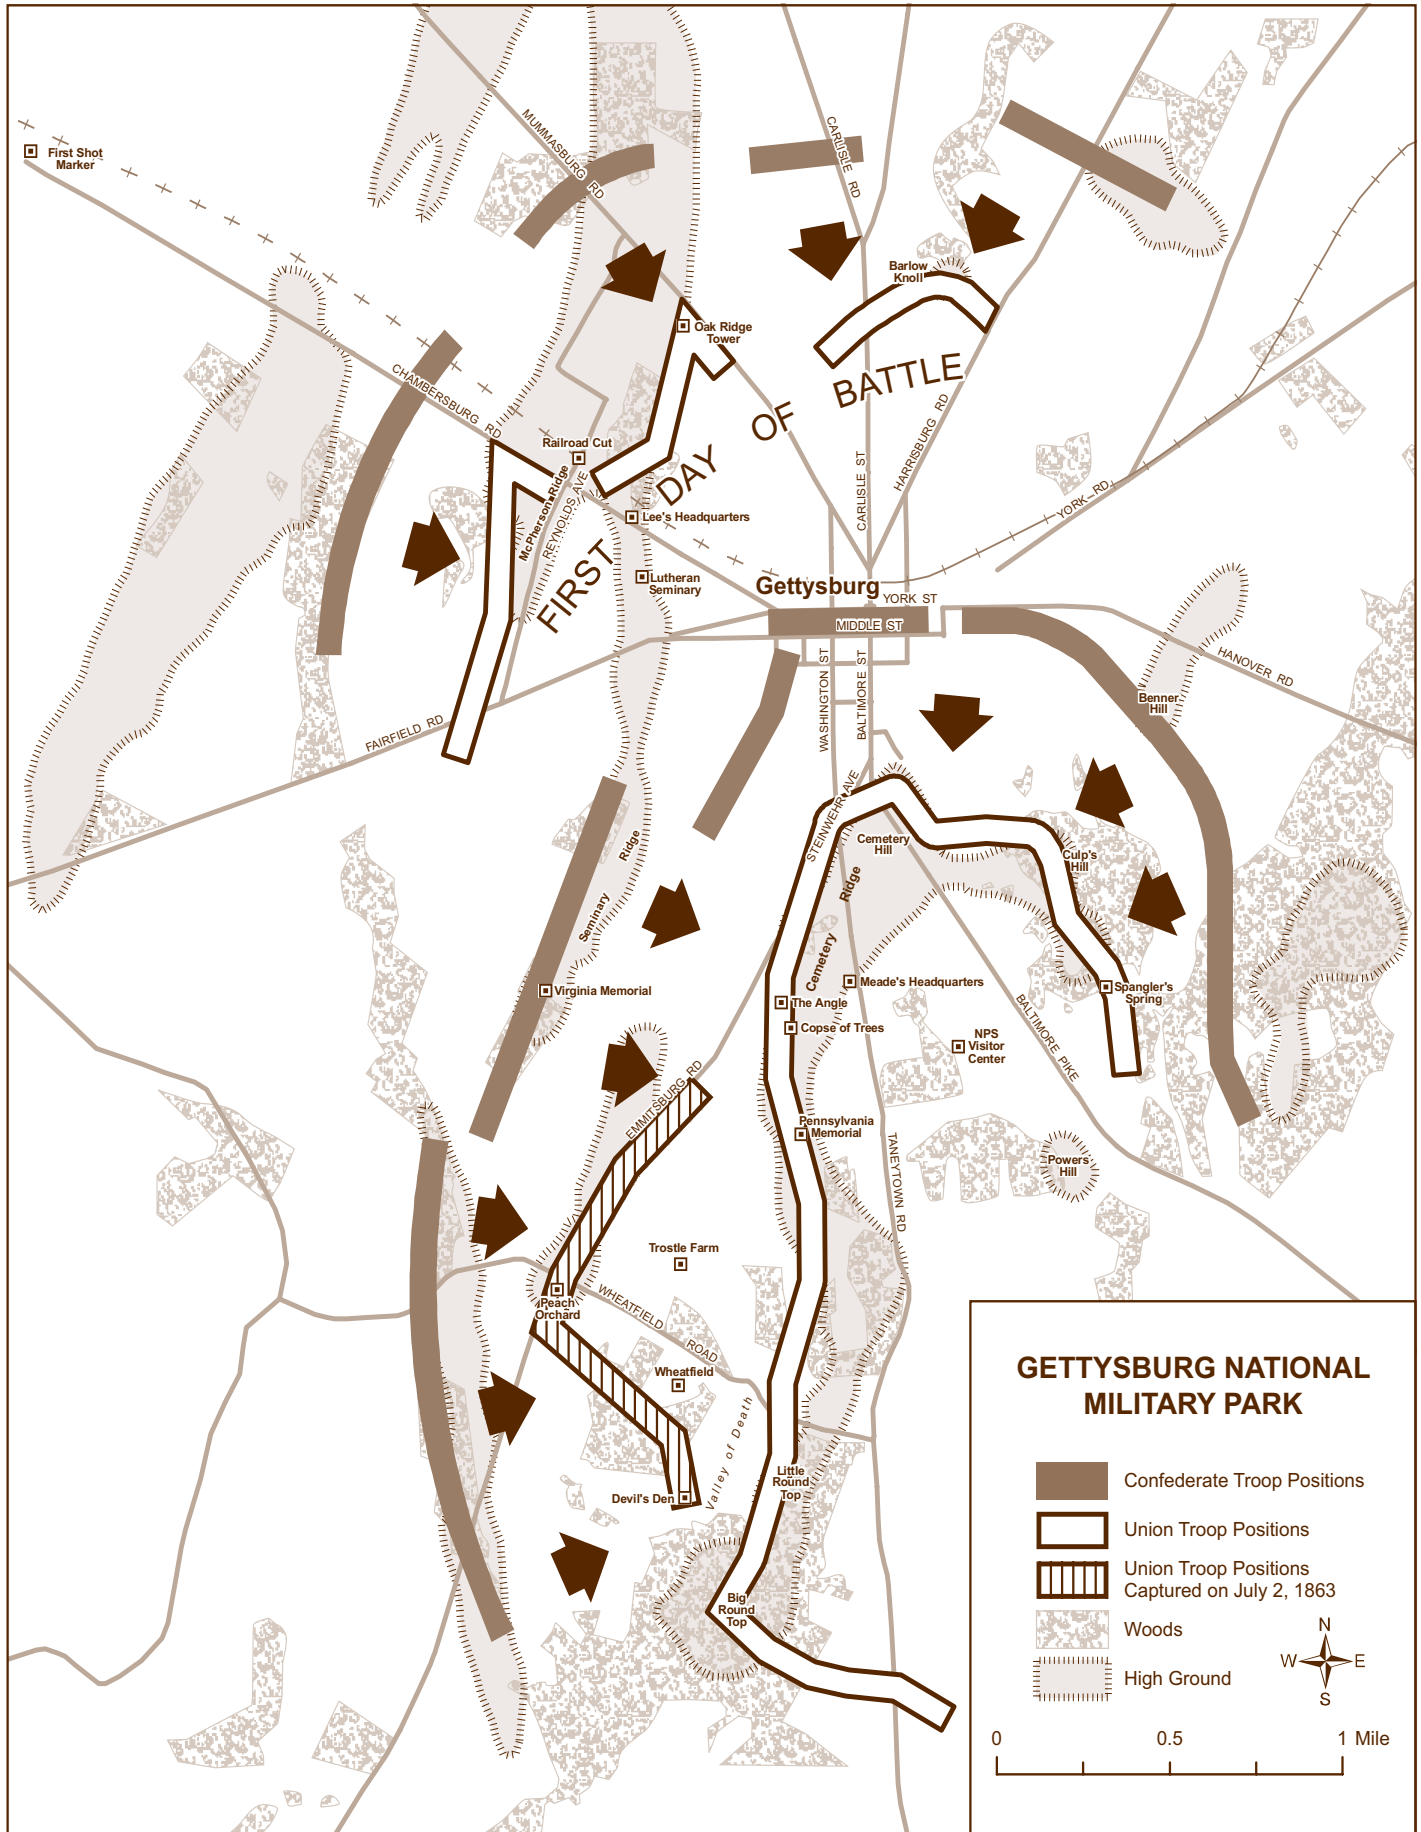 MUMMASBURG RD
CARLISLE RD
First Shot
Marker
Barlow
Knoll
Oak Ridge
Tower
CHAMBERSBURG RD
FIRST DAY OF BATTLE
HARRISBURG RD
CARLISLE ST
Railroad Cut
McPherson Ridge
REYNOLDS AVE
YORK RD
Lee's Headquarters
Lutheran
Seminary
Gettysburg
YORK ST
MIDDLE ST
HANOVER RD
WASHINGTON ST
BALTIMORE ST
Benner
Hill
FAIRFIELD RD
STEINWEHR AVE
Cemetery
Hill
Culp's
Hill
Seminary Ridge
Cemetery Ridge
Virginia Memorial
Meade's Headquarters
The Angle
Copse of Trees
Spangler's
Spring
NPS
Visitor
Center
BALTIMORE PIKE
EMMITSBURG RD
Pennsylvania
Memorial
TANEYTOWN RD
Powers
Hill
Trostle Farm
Peach
Orchard
WHEATFIELD ROAD
Wheatfield
Valley of Death
Little
Round
Top
Devil's Den
Big
Round
Top
GETTYSBURG NATIONAL
MILITARY PARK
Confederate Troop Positions
Union Troop Positions
Union Troop Positions
Captured on July 2, 1863
Woods
High Ground
N
W E
S
0 0.5 1 Mile